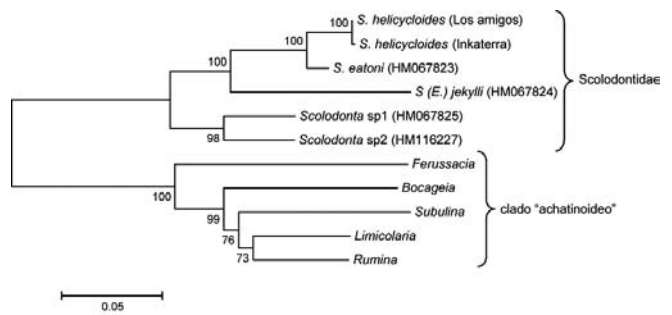 100
S. helicycloides (Los amigos)
100
S. helicycloides (Inkaterra)
100
S. eatoni (HM067823)
S (E.) jekylli (HM067824)
Scolodontidae
Scolodonta sp1 (HM067825)
98
Scolodonta sp2 (HM116227)
Ferussacia
100
Bocageia
99
clado "achatinoideo"
Subulina
76
Limicolaria
73
Rumina
0.05